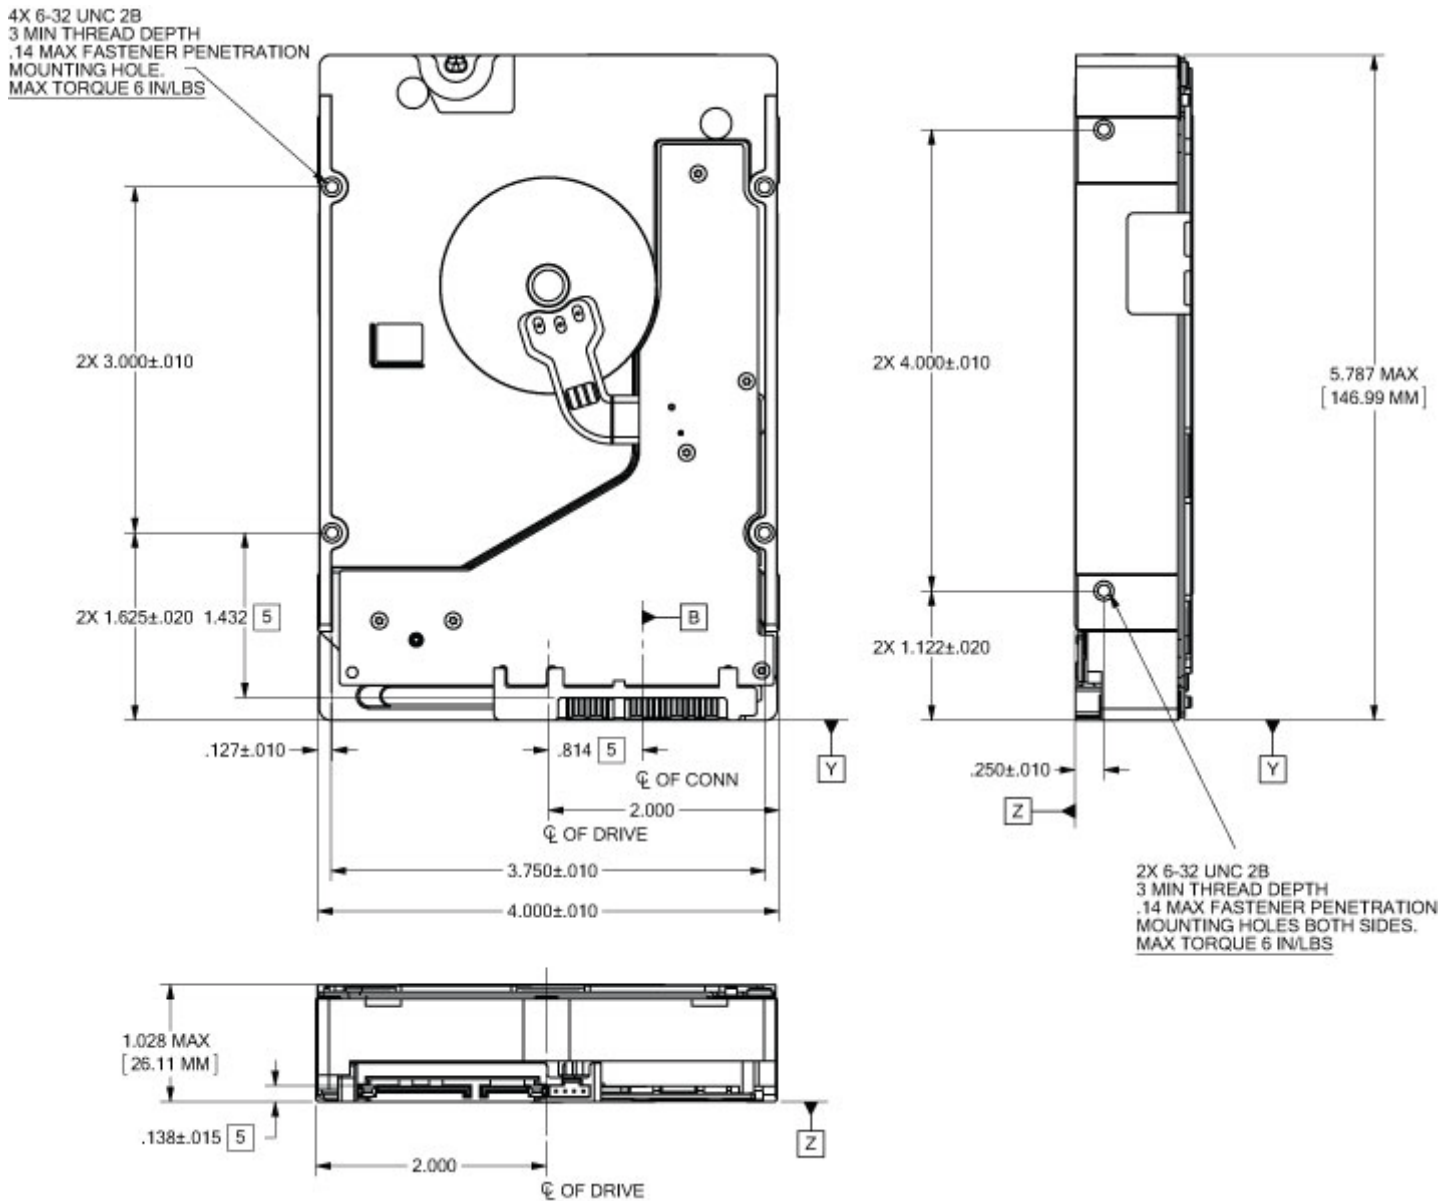 4X 6-32 UNC 2B
3 MIN THREAD DEPTH
.14 MAX FASTENER PENETRATION
MOUNTING HOLE.
MAX TORQUE 6 IN/LBS
2X 3.000±.010
2X 4.000±.010
5.787 MAX
[146.99 MM]
2X 1.625±.020 1.432 5
B
2X 1.122±.020
.127±.010
.814 5
℄ OF CONN
Y
2.000
℄ OF DRIVE
3.750±.010
4.000±.010
.250±.010
Y
Z
2X 6-32 UNC 2B
3 MIN THREAD DEPTH
.14 MAX FASTENER PENETRATION
MOUNTING HOLES BOTH SIDES.
MAX TORQUE 6 IN/LBS
1.028 MAX
[26.11 MM]
.138±.015 5
Z
2.000
℄ OF DRIVE